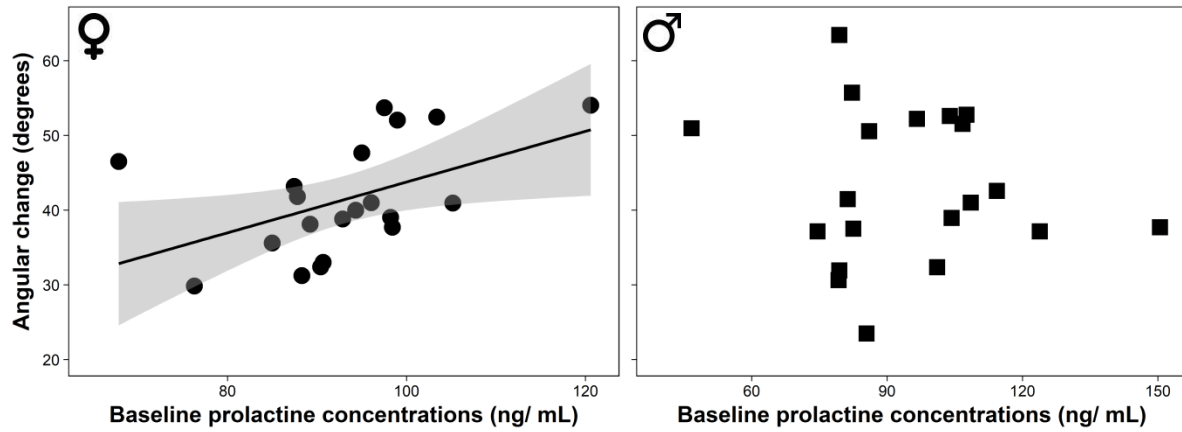 ♀
♂
Angular change (degrees)
60
50
40
30
20
80 100 120
60 90 120 150
Baseline prolactine concentrations (ng/ mL)
Baseline prolactine concentrations (ng/ mL)